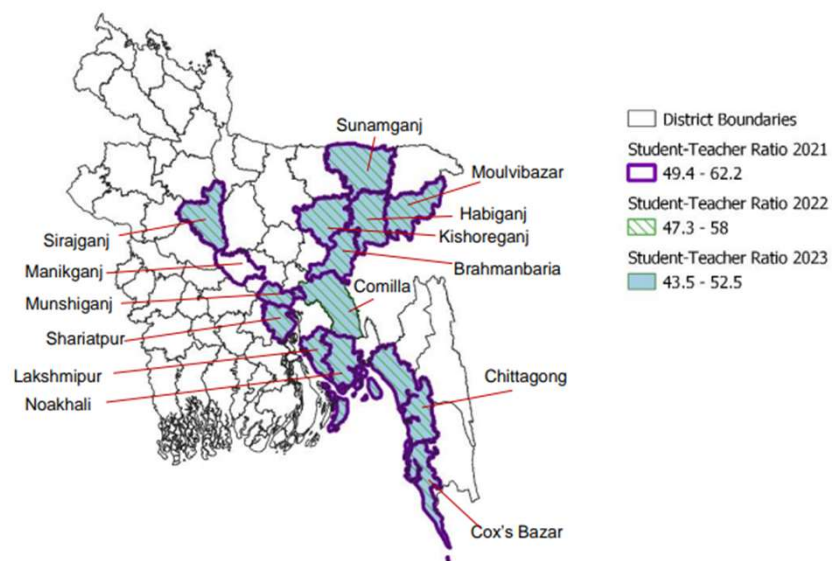 Sunamganj
Moulvibazar
Habiganj
Kishoreganj
Brahmanbaria
Sirajganj
Manikganj
Munshiganj
Comilla
Shariatpur
Lakshmipur
Noakhali
Chittagong
Cox's Bazar
District Boundaries
Student-Teacher Ratio 2021
49.4 - 62.2
Student-Teacher Ratio 2022
47.3 - 58
Student-Teacher Ratio 2023
43.5 - 52.5